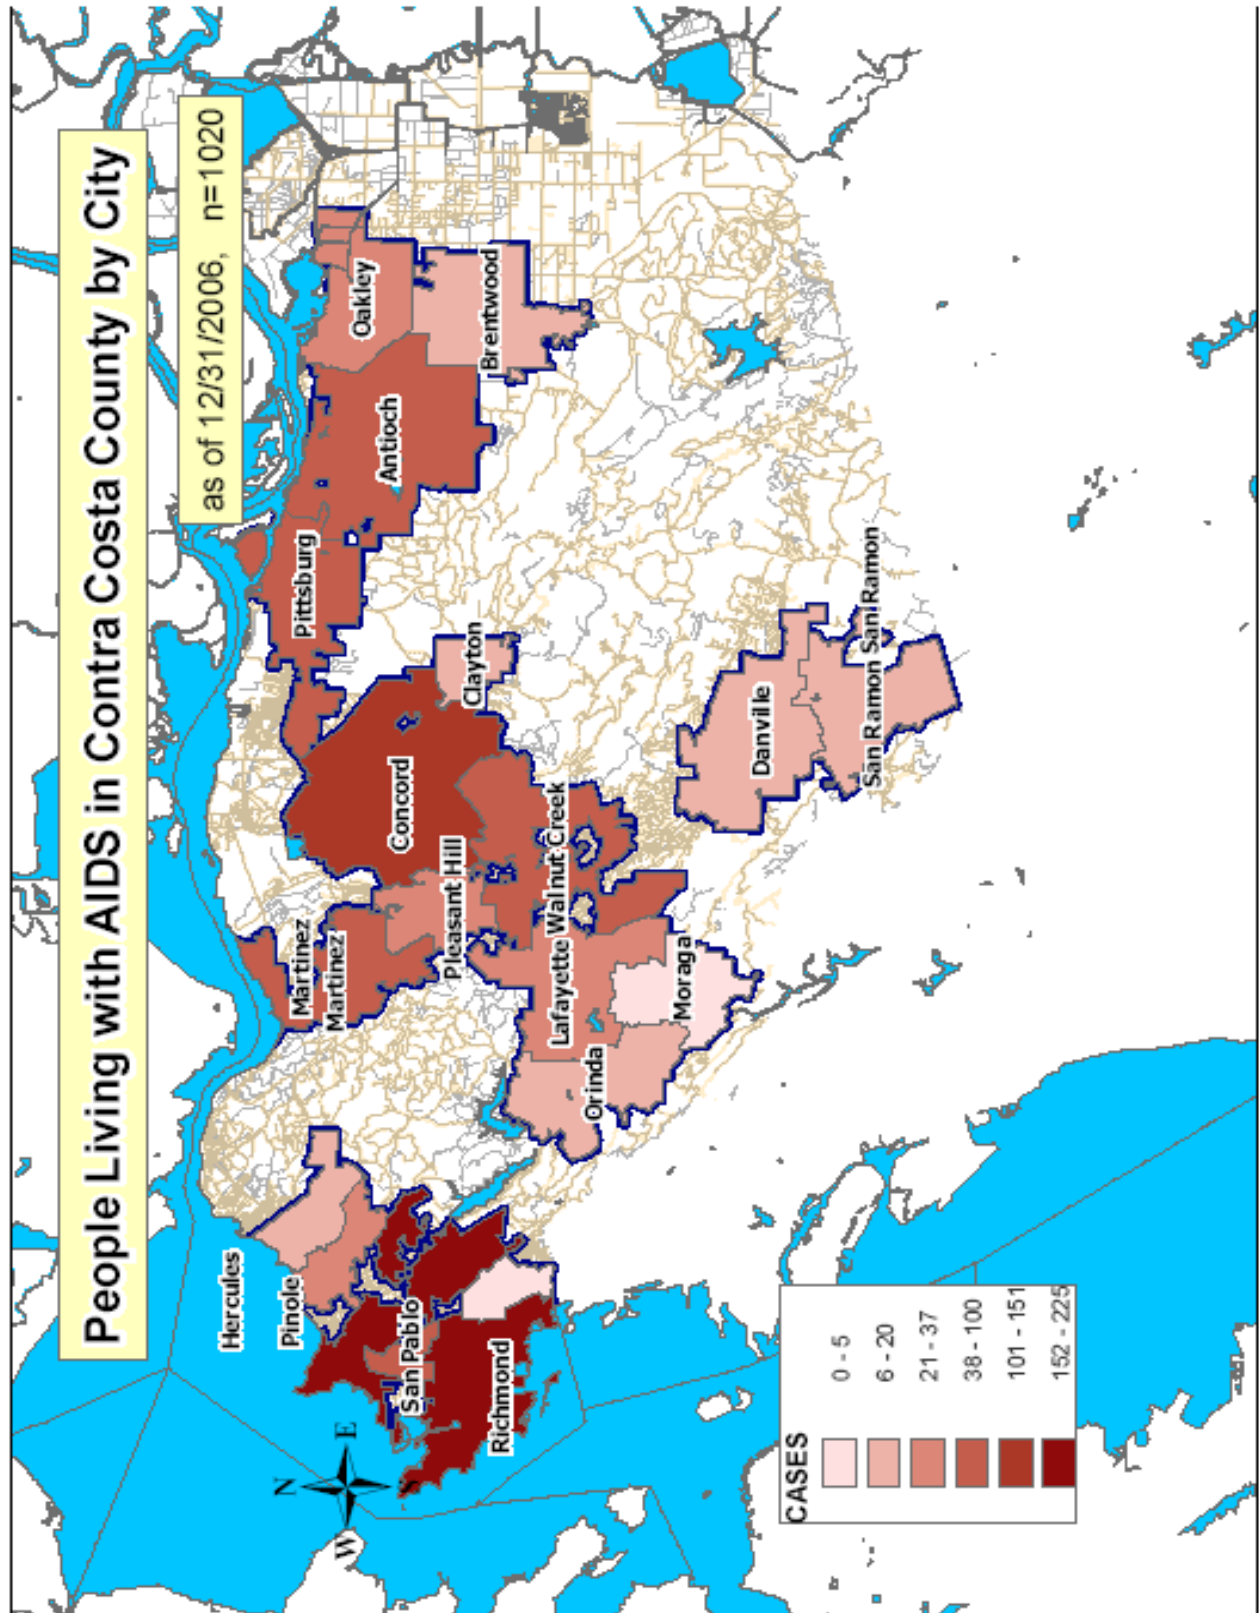 People Living with AIDS in Contra Costa County by City
as of 12/31/2006, n=1020
Hercules
Pinole
San Pablo
Richmond
Martinez
Martinez
Pleasant Hill
Concord
Clayton
Pittsburg
Antioch
Oakley
Brentwood
Orinda
Lafayette
Walnut Creek
Moraga
Danville
San Ramon
San Ramon
N
W
E
S
CASES
0 - 5
6 - 20
21 - 37
38 - 100
101 - 151
152 - 225